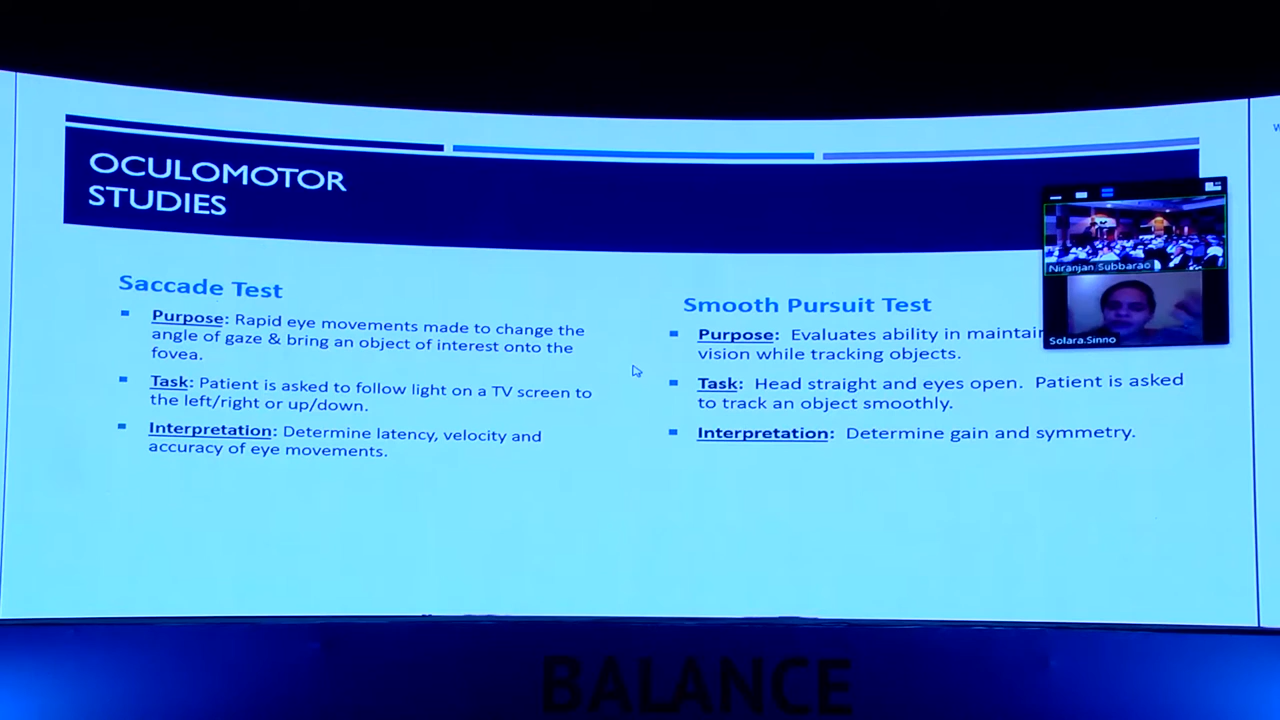 OCULOMOTOR
STUDIES
Saccade Test
Purpose: Rapid eye movements made to change the
angle of gaze & bring an object of interest onto the
fovea.
Task: Patient is asked to follow light on a TV screen to
the left/right or up/down.
Interpretation: Determine latency, velocity and
accuracy of eye movements.
Smooth Pursuit Test
Purpose: Evaluates ability in maintain
vision while tracking objects.
Task: Head straight and eyes open. Patient is asked
to track an object smoothly.
Interpretation: Determine gain and symmetry.
Niranjan Subbarao
Solara.Sinno
BALANCE